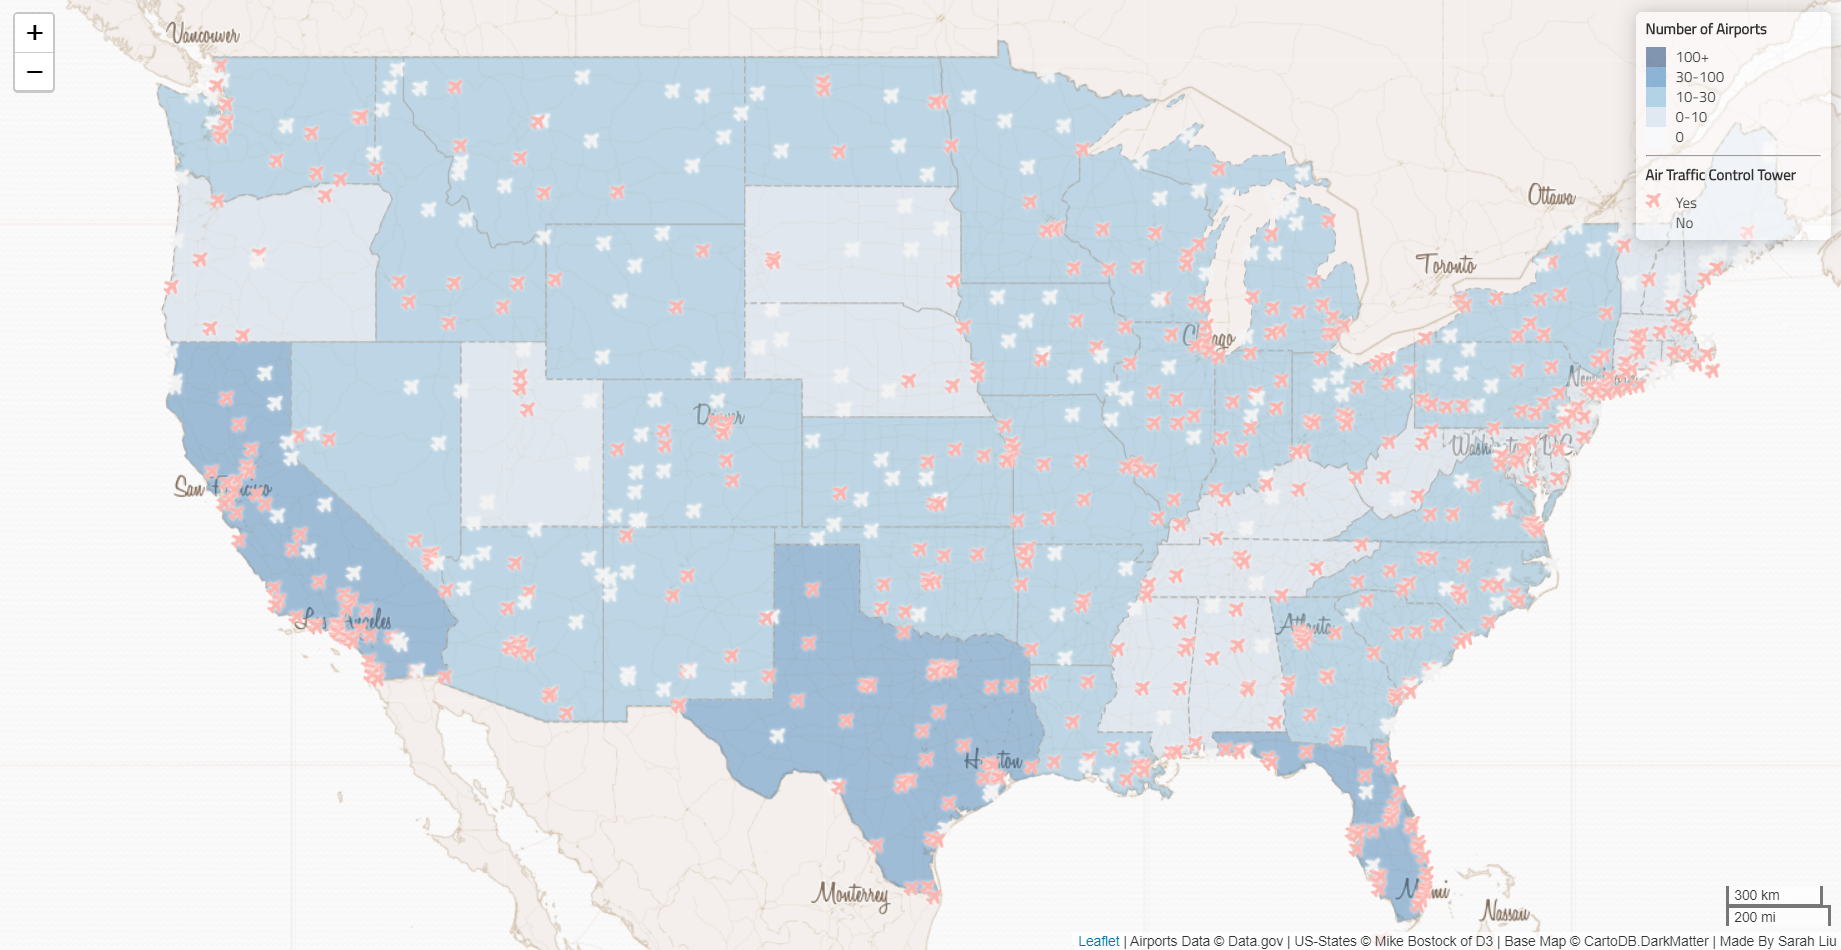 +
−
Vancouver
Number of Airports
100+
30-100
10-30
0-10
0
Air Traffic Control Tower
Yes
No
Ottawa
Toronto
Chicago
Denver
Washington, D.C.
San Francisco
Los Angeles
Atlanta
Houston
Monterrey
Miami
Nassau
300 km
200 mi
Leaflet | Airports Data © Data.gov | US-States © Mike Bostock of D3 | Base Map © CartoDB.DarkMatter | Made By Sarah Liu